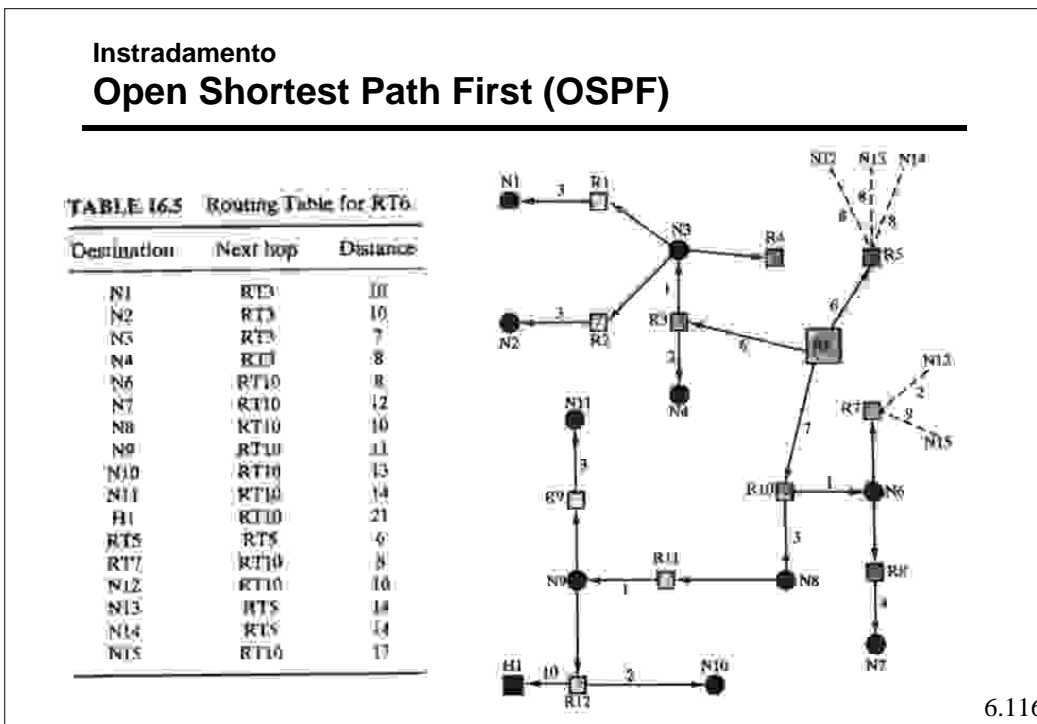 Instradamento
Open Shortest Path First (OSPF)
TABLE 16.5 Routing Table for RT6
Destination Next hop Distance
N1 RT3 10
N2 RT3 10
N3 RT3 7
N4 RT3 8
N6 RT10 8
N7 RT10 12
N8 RT10 10
N9 RT10 11
N10 RT10 13
N11 RT10 14
H1 RT10 21
RT5 RT5 6
RT7 RT10 8
N12 RT10 10
N13 RT5 14
N14 RT5 14
N15 RT10 17
N12 N13 N14
8 8 8
N1 3 R1
N3
R4
R5
6
1
N2 3 R2
R3
6
2
N4
7
N12
2
R7
9
N15
N11
3
R9
R10 1 N6
3
R11
N9 1 N8
R8
4
N7
H1 10 R12 2 N10
6.116